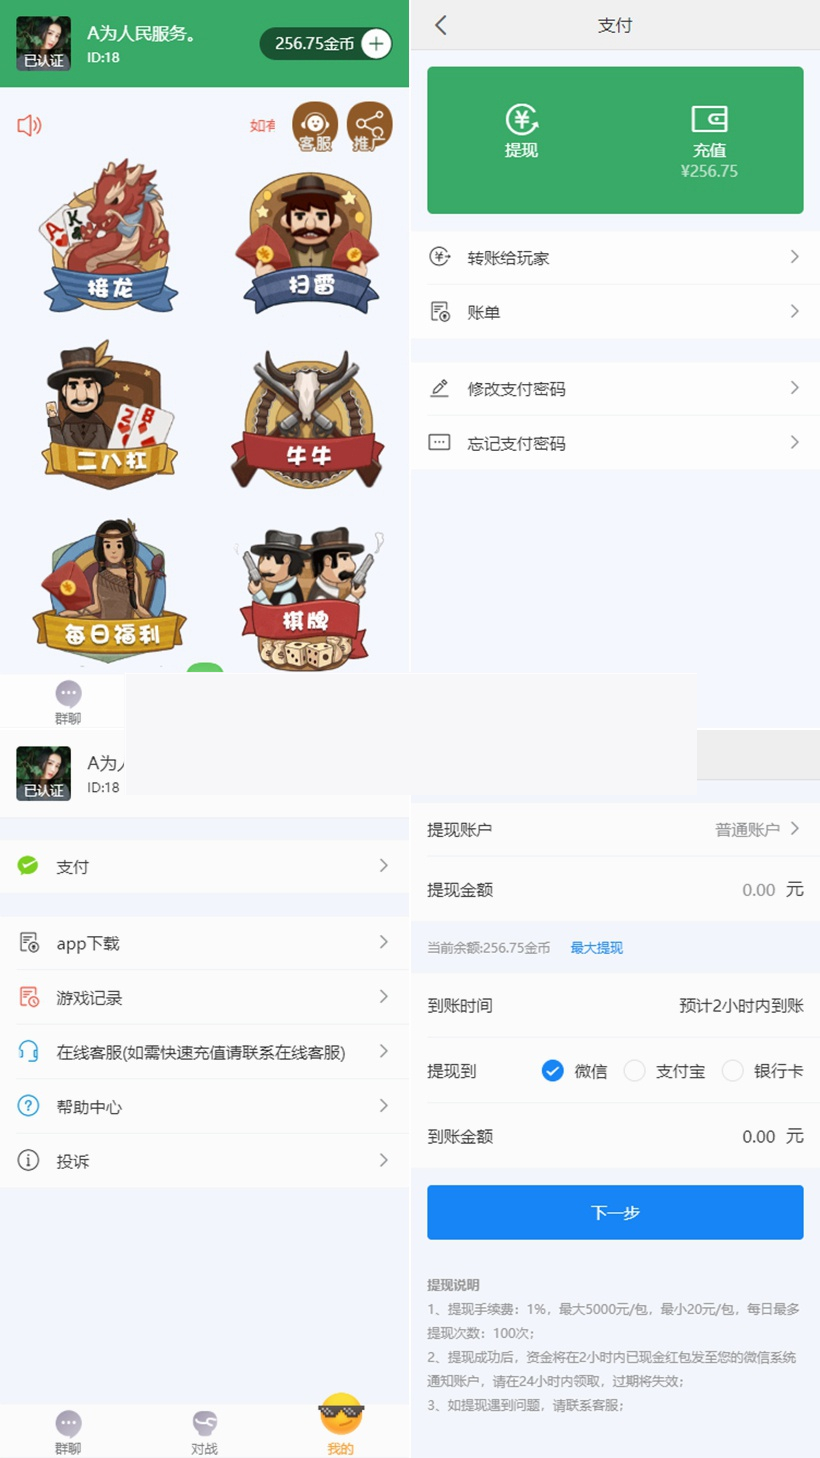 A为人民服务。
已认证
ID:18
256.75金币
如有
客服
推广
A
K
接龙
扫雷
2
8
二八扛
牛牛
每日福利
棋牌
群聊
支付
提现
充值
¥256.75
转账给玩家
账单
修改支付密码
忘记支付密码
A为
已认证
ID:18
支付
app下载
游戏记录
在线客服(如需快速充值请联系在线客服)
帮助中心
投诉
群聊
对战
我的
提现账户
普通账户
提现金额
0.00 元
当前余额:256.75金币
最大提现
到账时间
预计2小时内到账
提现到
微信
支付宝
银行卡
到账金额
0.00 元
下一步
提现说明
1、提现手续费：1%，最大5000元/包，最小20元/包，每日最多
提现次数：100次；
2、提现成功后，资金将在2小时内已现金红包发至您的微信系统
通知账户，请在24小时内领取，过期将失效；
3、如提现遇到问题，请联系客服；